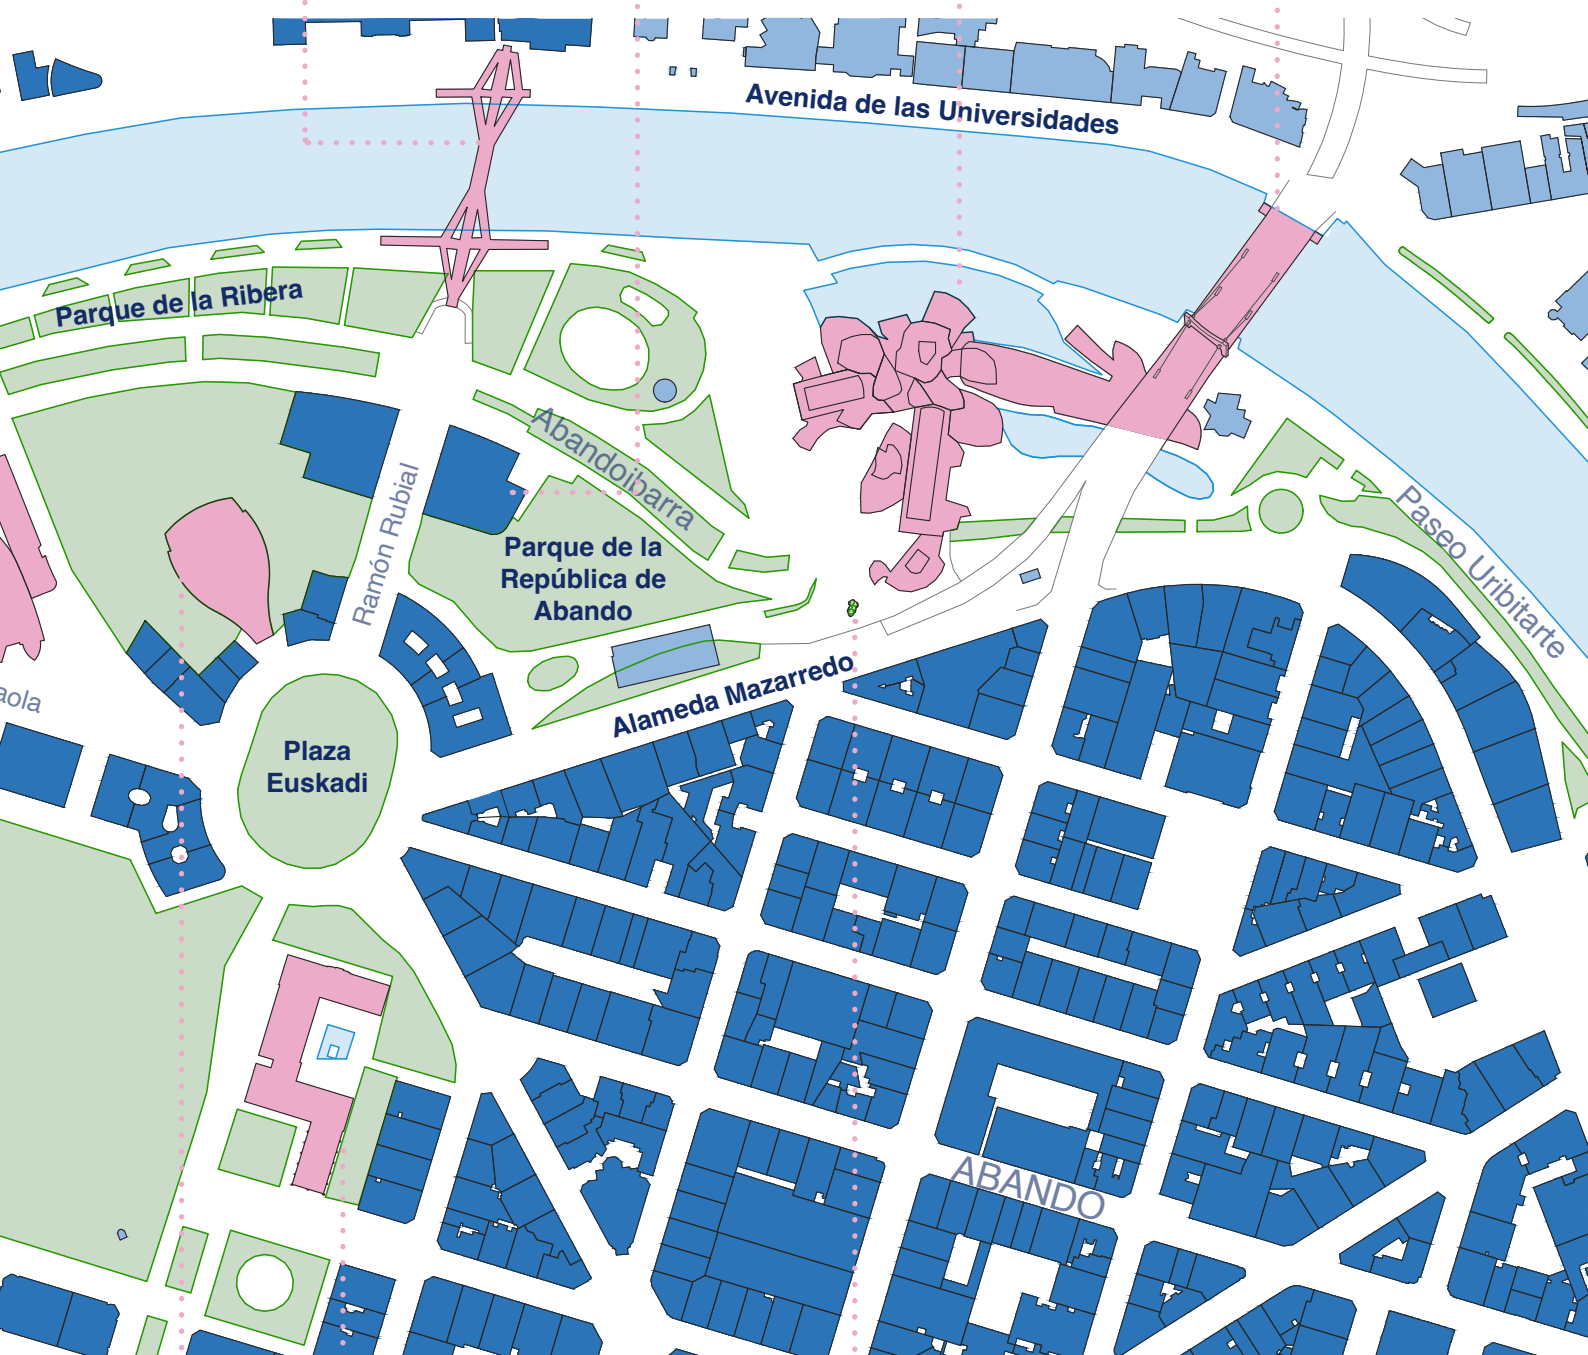 Avenida de las Universidades
Parque de la Ribera
Abandoibarra
Ramón Rubial
Parque de la
República de
Abando
Paseo Uribitarte
Alameda Mazarredo
aola
Plaza
Euskadi
ABANDO